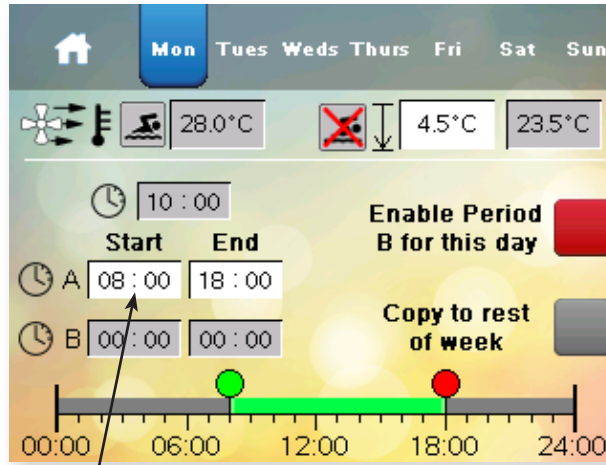 Mon Tues Weds Thurs Fri Sat Sun
28.0°C 4.5°C 23.5°C
10 : 00
Enable Period
B for this day
Start End
A 08 : 00 18 : 00
Copy to rest
of week
B 00 : 00 00 : 00
00:00 06:00 12:00 18:00 24:00